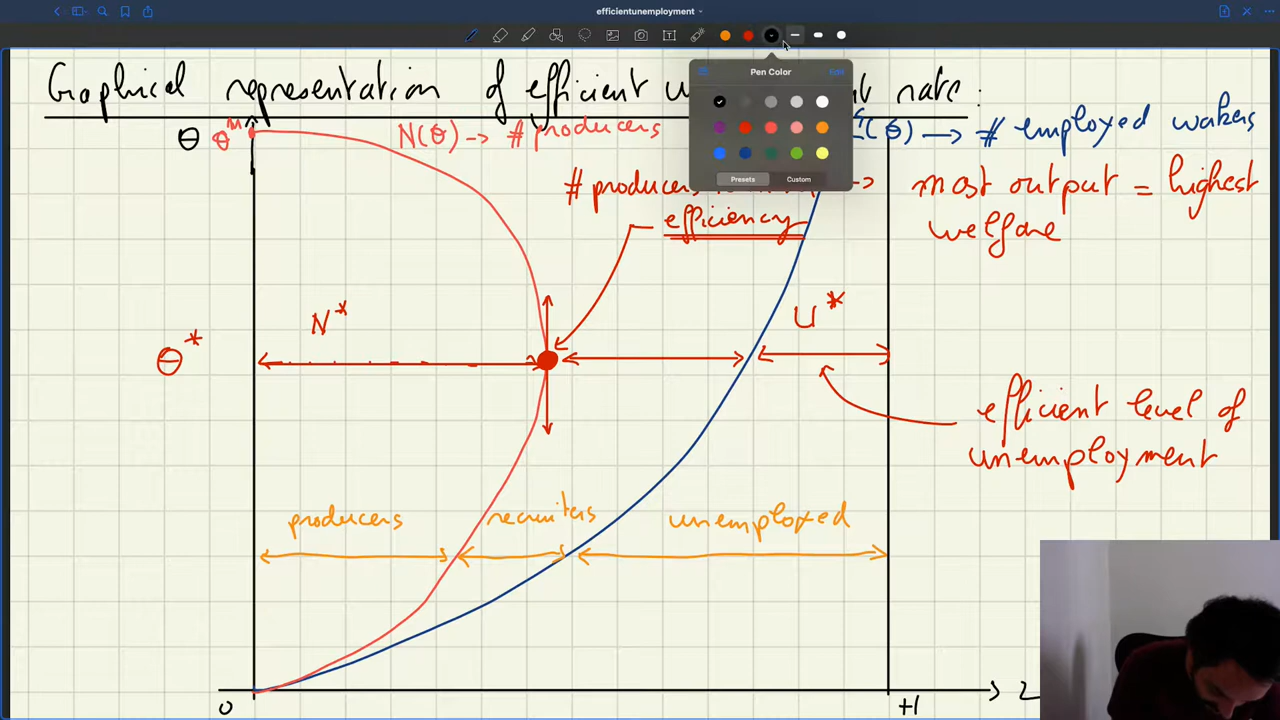 efficientunemployment
Graphical representation of efficient rate :
Pen Color
Edit
Presets
Custom
θ
θᴹ
N(θ) → # producers
(θ) → # employed workers
# producers
→ most output = highest
welfare
efficiency
N*
U*
θ*
efficient level of
unemployment
producers
recruiters
unemployed
0
+1